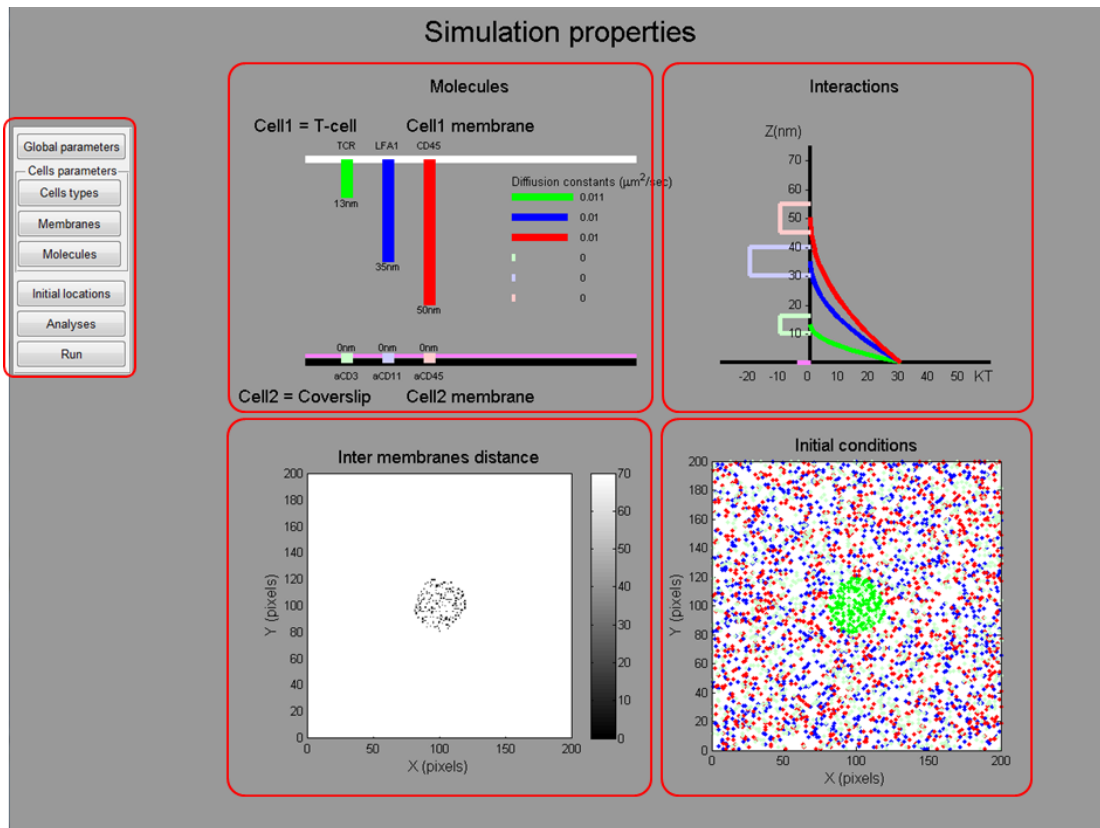 Simulation properties
Global parameters
Cells parameters
Cells types
Membranes
Molecules
Initial locations
Analyses
Run
Molecules
Cell1 = T-cell Cell1 membrane
TCR LFA1 CD45
13nm
35nm
50nm
Diffusion constants (μm²/sec)
0.011
0.01
0.01
0
0
0
0nm 0nm 0nm
aCD3 aCD11 aCD45
Cell2 = Coverslip Cell2 membrane
Interactions
Z(nm)
70
60
50
40
30
20
10
-20 -10 0 10 20 30 40 50 KT
Inter membranes distance
200
180
160
140
120
100
80
60
40
20
0
Y (pixels)
0 50 100 150 200
X (pixels)
70
60
50
40
30
20
10
0
Initial conditions
200
180
160
140
120
100
80
60
40
20
0
Y (pixels)
0 50 100 150 200
X (pixels)